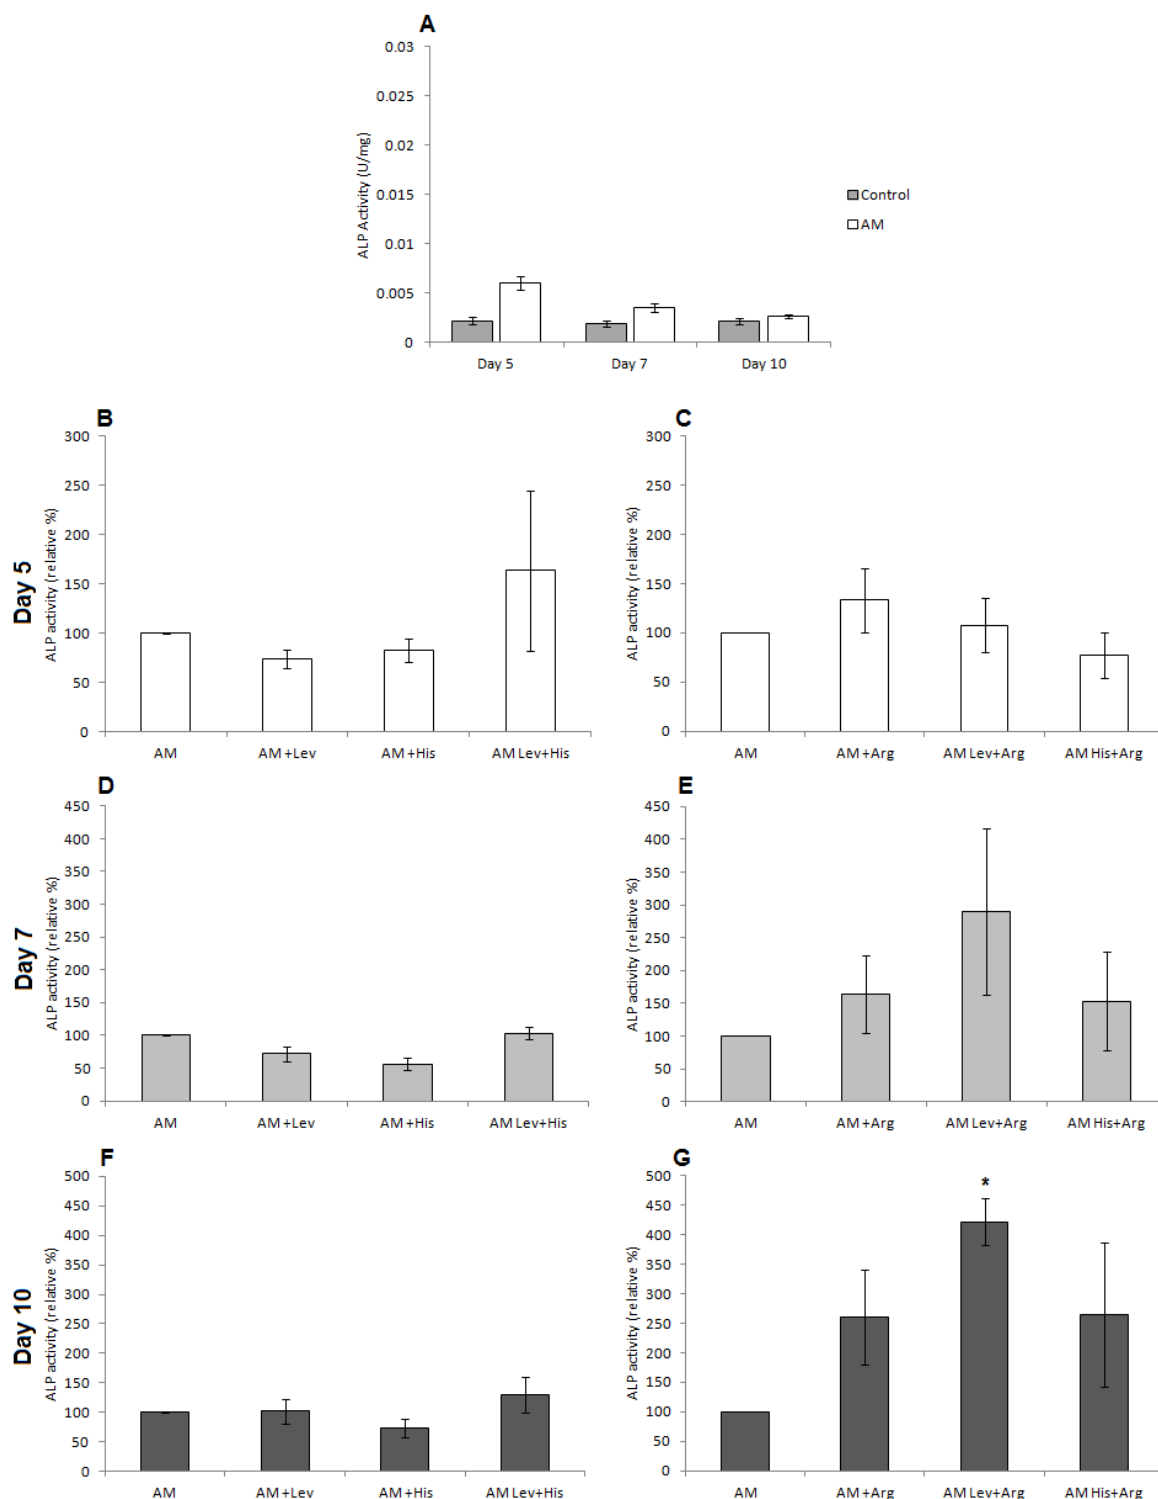 A
0.03
0.025
0.02
0.015
0.01
0.005
0
ALP Activity (U/mg)
Day 5
Day 7
Day 10
Control
AM
Day 5
B
300
250
200
150
100
50
0
ALP activity (relative %)
AM
AM +Lev
AM +His
AM Lev+His
C
300
250
200
150
100
50
0
ALP activity (relative %)
AM
AM +Arg
AM Lev+Arg
AM His+Arg
Day 7
D
450
400
350
300
250
200
150
100
50
0
ALP activity (relative %)
AM
AM +Lev
AM +His
AM Lev+His
E
450
400
350
300
250
200
150
100
50
0
ALP activity (relative %)
AM
AM +Arg
AM Lev+Arg
AM His+Arg
Day 10
F
500
450
400
350
300
250
200
150
100
50
0
ALP activity (relative %)
AM
AM +Lev
AM +His
AM Lev+His
G
500
450
400
350
300
250
200
150
100
50
0
ALP activity (relative %)
*
AM
AM +Arg
AM Lev+Arg
AM His+Arg